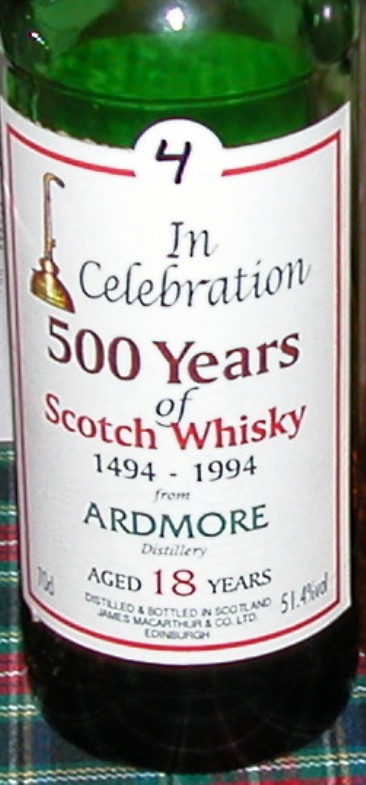 4
In
Celebration
500 Years
of
Scotch Whisky
1494 - 1994
from
ARDMORE
Distillery
AGED 18 YEARS
70cl
51.4%vol
DISTILLED & BOTTLED IN SCOTLAND
JAMES MACARTHUR & CO. LTD.
EDINBURGH